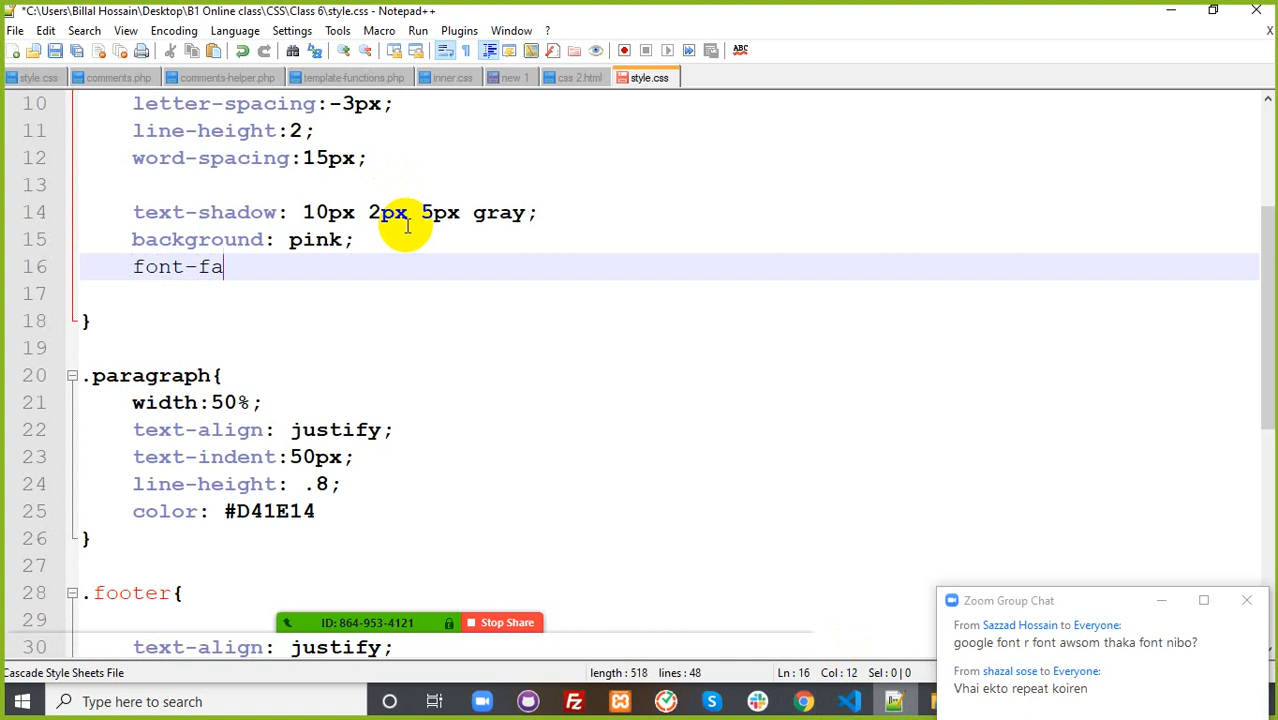 *C:\Users\Billal Hossain\Desktop\B1 Online class\CSS\Class 6\style.css - Notepad++
File Edit Search View Encoding Language Settings Tools Macro Run Plugins Window ?
X
ABC
style.css comments.php comments-helper.php template-functions.php inner.css new 1 css 2.html style.css
10 letter-spacing:-3px;
11 line-height:2;
12 word-spacing:15px;
13
14 text-shadow: 10px 2px 5px gray;
15 background: pink;
16 font-fa
17
18 }
19
20 .paragraph{
21 width:50%;
22 text-align: justify;
23 text-indent:50px;
24 line-height: .8;
25 color: #D41E14
26 }
27
28 .footer{
29
30 text-align: justify;
ID: 864-953-4121 Stop Share
Zoom Group Chat
From Sazzad Hossain to Everyone:
google font r font awsom thaka font nibo?
From shazal sose to Everyone:
Vhai ekto repeat koiren
Cascade Style Sheets File length : 518 lines : 48 Ln : 16 Col : 12 Sel : 0 | 0
Type here to search